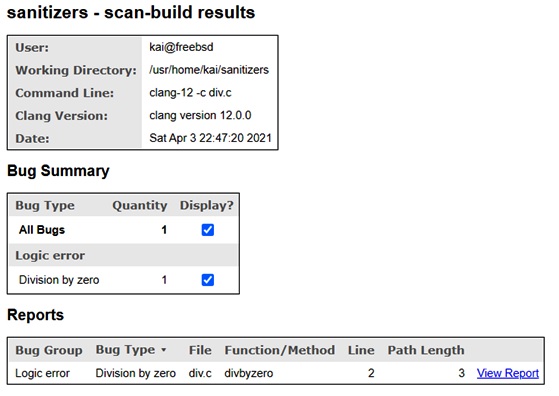 sanitizers - scan-build results
User: kai@freebsd
Working Directory: /usr/home/kai/sanitizers
Command Line: clang-12 -c div.c
Clang Version: clang version 12.0.0
Date: Sat Apr 3 22:47:20 2021
Bug Summary
Bug Type Quantity Display?
All Bugs 1
Logic error
Division by zero 1
Reports
Bug Group Bug Type ▾ File Function/Method Line Path Length
Logic error Division by zero div.c divbyzero 2 3 View Report